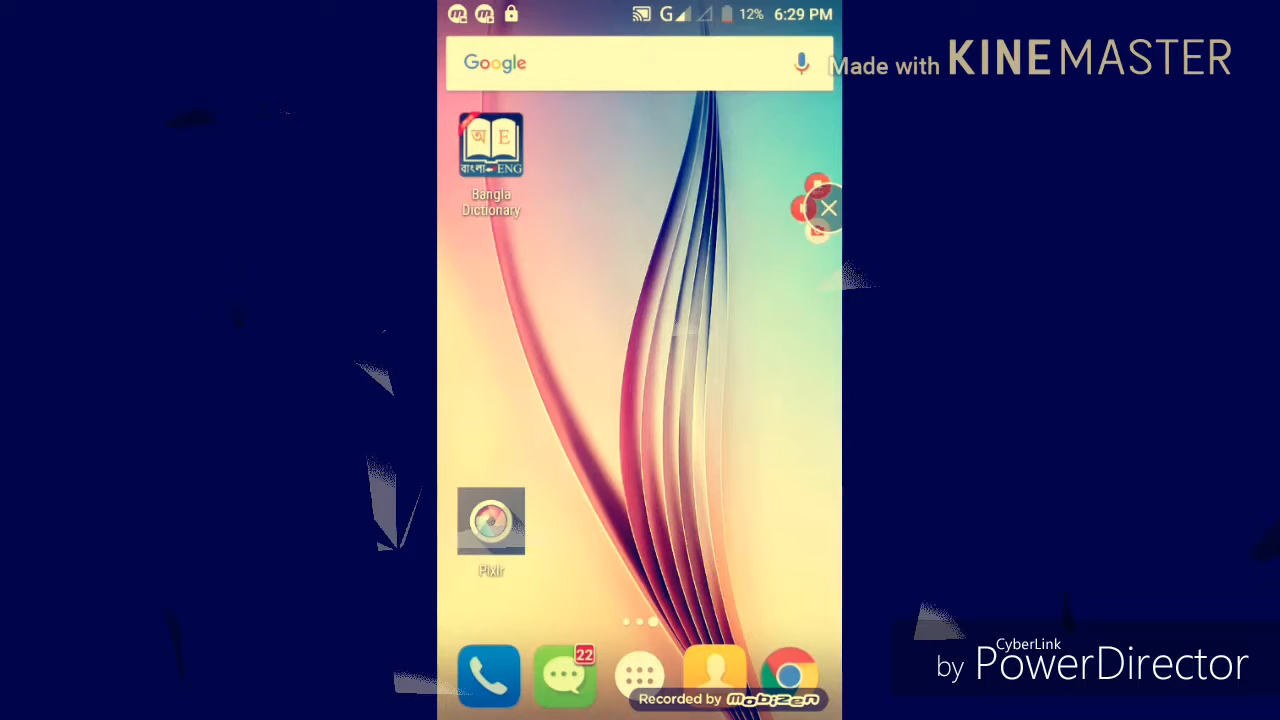 12% 6:29 PM
Google
Made with KINEMASTER
অ E
বাংলা ENG
Bangla
Dictionary
Pixlr
22
Recorded by mobizen
CyberLink
by PowerDirector